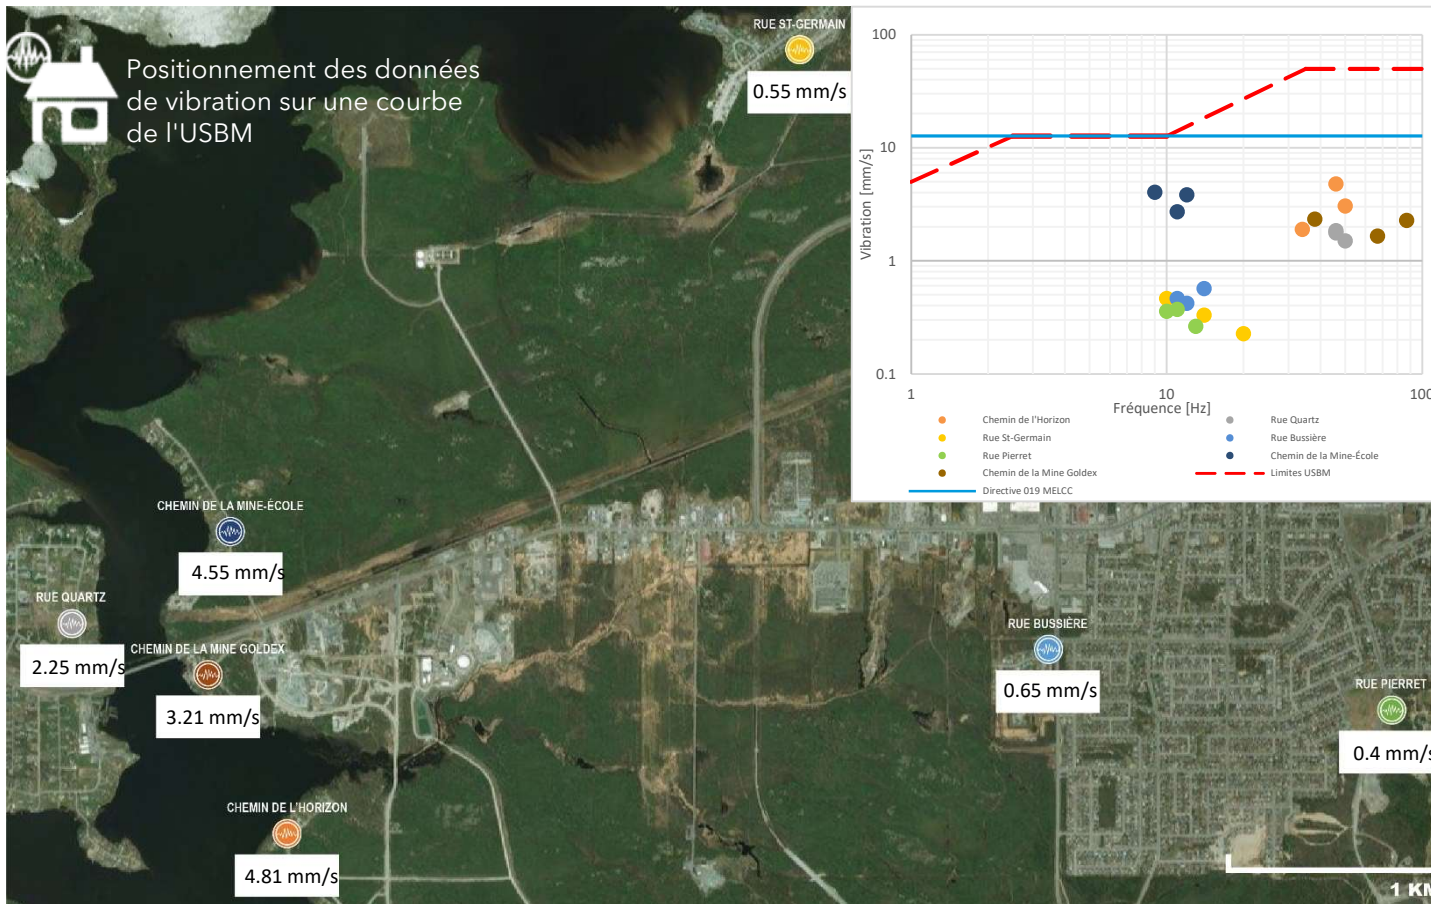 Positionnement des données
de vibration sur une courbe
de l'USBM
RUE ST-GERMAIN
0.55 mm/s
CHEMIN DE LA MINE-ÉCOLE
4.55 mm/s
RUE QUARTZ
2.25 mm/s
CHEMIN DE LA MINE GOLDEX
3.21 mm/s
CHEMIN DE L'HORIZON
4.81 mm/s
RUE BUSSIÈRE
0.65 mm/s
RUE PIERRET
0.4 mm/s
1 KM
Vibration [mm/s]
100
10
1
0.1
1
10
100
Fréquence [Hz]
Chemin de l'Horizon
Rue Quartz
Rue St-Germain
Rue Bussière
Rue Pierret
Chemin de la Mine-École
Chemin de la Mine Goldex
Limites USBM
Directive 019 MELCC